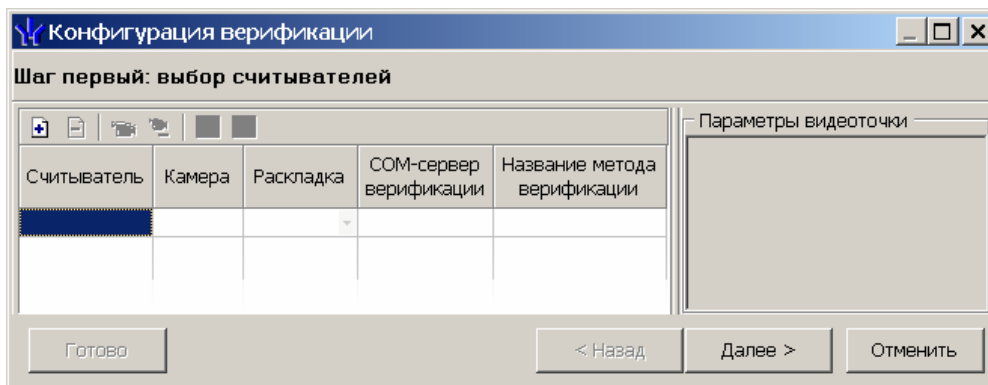 Конфигурация верификации
Шаг первый: выбор считывателей
Параметры видеоточки
Считыватель
Камера
Раскладка
COM-сервер
верификации
Название метода
верификации
Готово
< Назад
Далее >
Отменить